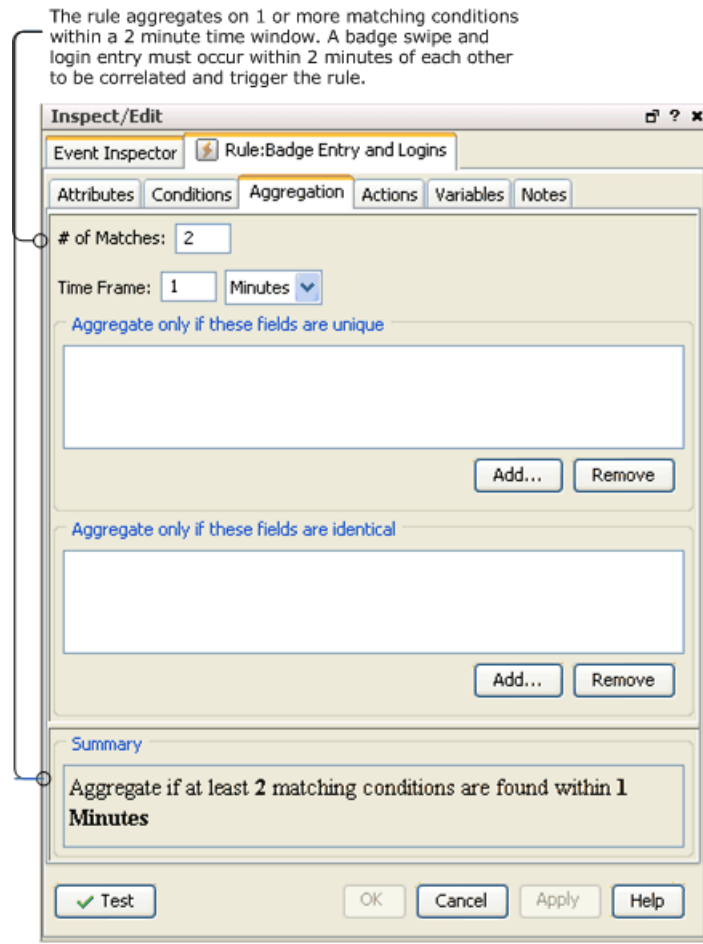 The rule aggregates on 1 or more matching conditions
within a 2 minute time window. A badge swipe and
login entry must occur within 2 minutes of each other
to be correlated and trigger the rule.
Inspect/Edit
Event Inspector Rule:Badge Entry and Logins
Attributes Conditions Aggregation Actions Variables Notes
# of Matches: 2
Time Frame: 1 Minutes
Aggregate only if these fields are unique
Add... Remove
Aggregate only if these fields are identical
Add... Remove
Summary
Aggregate if at least 2 matching conditions are found within 1
Minutes
Test OK Cancel Apply Help